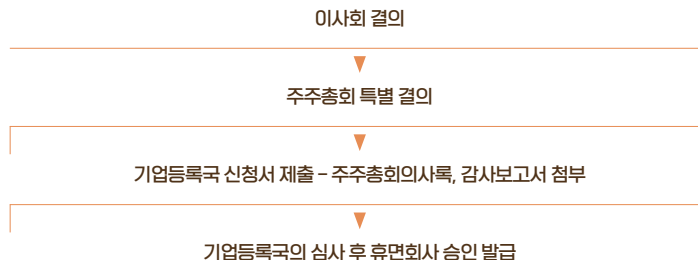 이사회 결의
주주총회 특별 결의
기업등록국 신청서 제출 – 주주총회의사록, 감사보고서 첨부
기업등록국의 심사 후 휴면회사 승인 발급